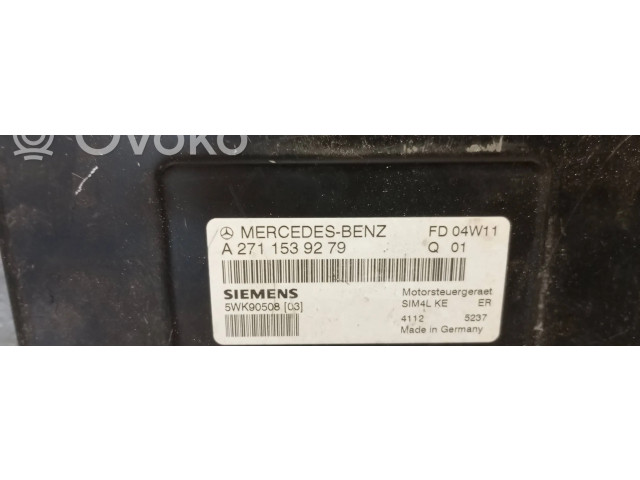 OVOKO
MERCEDES-BENZ FD 04W11
A 271 153 92 79 Q 01
SIEMENS Motorsteuergeraet
5WK90508 [03] SIM4L KE ER
4112 5237
Made in Germany